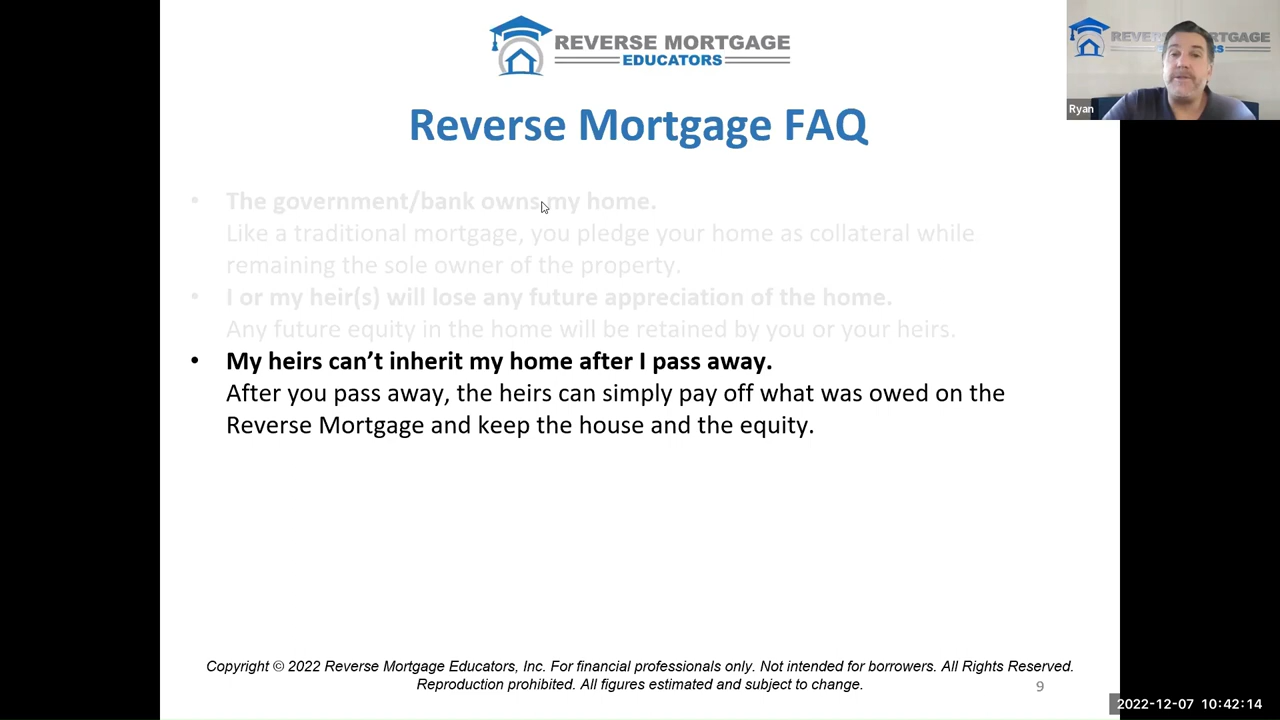 REVERSE MORTGAGE
EDUCATORS
Ryan
Reverse Mortgage FAQ
• The government/bank owns my home.
Like a traditional mortgage, you pledge your home as collateral while
remaining the sole owner of the property.
• I or my heir(s) will lose any future appreciation of the home.
Any future equity in the home will be retained by you or your heirs.
• My heirs can’t inherit my home after I pass away.
After you pass away, the heirs can simply pay off what was owed on the
Reverse Mortgage and keep the house and the equity.
Copyright © 2022 Reverse Mortgage Educators, Inc. For financial professionals only. Not intended for borrowers. All Rights Reserved.
Reproduction prohibited. All figures estimated and subject to change.
9
2022-12-07 10:42:14